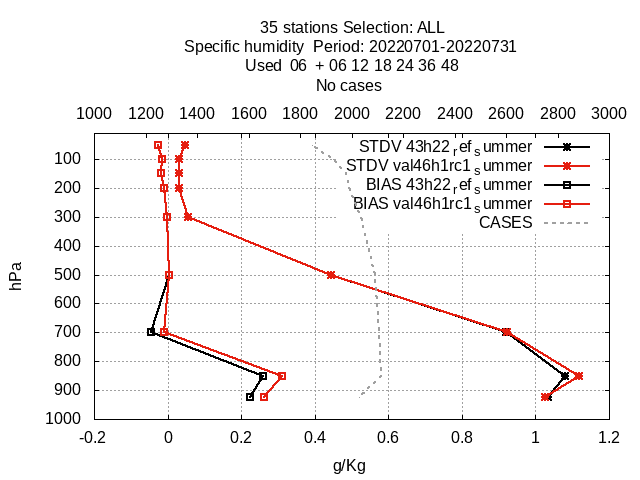 35 stations Selection: ALL
Specific humidity  Period: 20220701-20220731
Used  06  + 06 12 18 24 36 48
No cases
1000 1200 1400 1600 1800 2000 2200 2400 2600 2800 3000
STDV 43h22_ref_summer
STDV val46h1rc1_summer
BIAS 43h22_ref_summer
BIAS val46h1rc1_summer
CASES
100
200
300
400
500
600
700
800
900
1000
hPa
-0.2 0 0.2 0.4 0.6 0.8 1 1.2
g/Kg